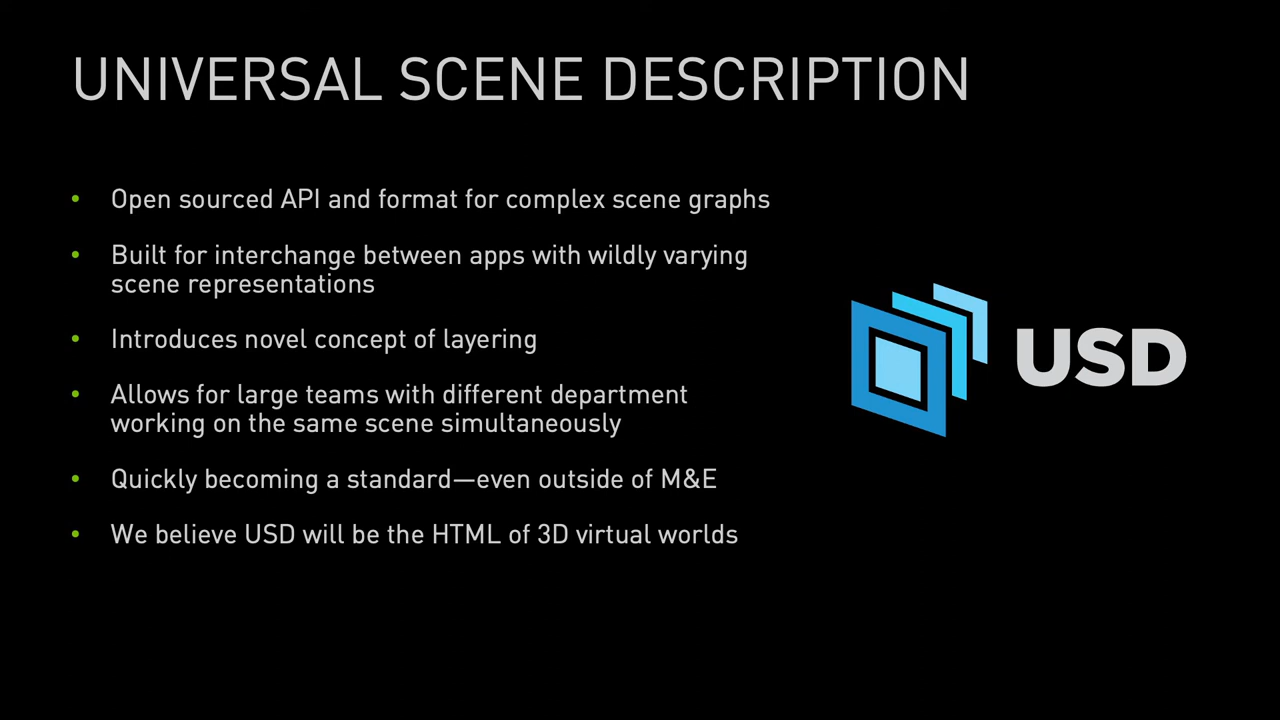 UNIVERSAL SCENE DESCRIPTION
• Open sourced API and format for complex scene graphs
• Built for interchange between apps with wildly varying
scene representations
• Introduces novel concept of layering
• Allows for large teams with different department
working on the same scene simultaneously
• Quickly becoming a standard—even outside of M&E
• We believe USD will be the HTML of 3D virtual worlds
USD